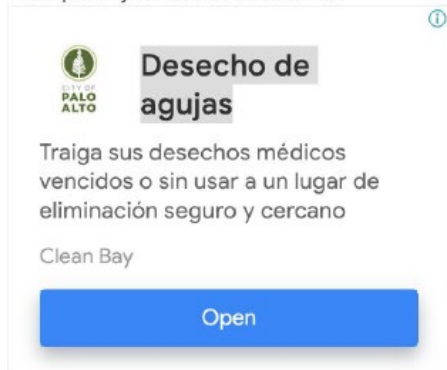 CITY OF
PALO
ALTO
Desecho de
agujas
Traiga sus desechos médicos
vencidos o sin usar a un lugar de
eliminación seguro y cercano
Clean Bay
Open